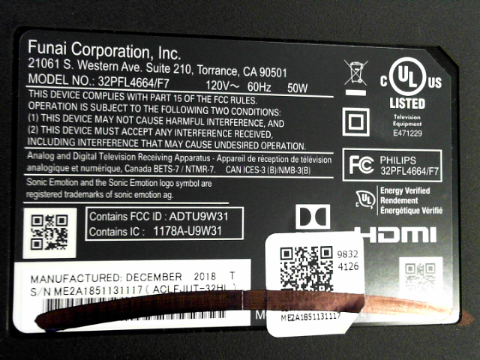 Funai Corporation, Inc.
21061 S. Western Ave. Suite 210, Torrance, CA 90501
MODEL NO.: 32PFL4664/F7 120V~ 60Hz 50W
THIS DEVICE COMPLIES WITH PART 15 OF THE FCC RULES.
OPERATION IS SUBJECT TO THE FOLLOWING TWO CONDITIONS:
(1) THIS DEVICE MAY NOT CAUSE HARMFUL INTERFERENCE, AND
(2) THIS DEVICE MUST ACCEPT ANY INTERFERENCE RECEIVED,
INCLUDING INTERFERENCE THAT MAY CAUSE UNDESIRED OPERATION.
Analog and Digital Television Receiving Apparatus - Appareil de réception de télévision
analogique et numérique, Canada BETS-7 / NTMR-7. CAN ICES-3 (B)/NMB-3(B)
Sonic Emotion and the Sonic Emotion logo symbol are
registered trademarks of sonic emotion ag.
Contains FCC ID : ADTU9W31
Contains IC : 1178A-U9W31
MANUFACTURED: DECEMBER 2018 T
S/N ME2A1851131117 (ACLFJUT-32HL)
c UL US
LISTED
Television
Equipment
E471229
FC PHILIPS
32PFL4664/F7
Energy Verified
Rendement
Énergétique Vérifié
HDMI
9832
4126
ME2A1851131117